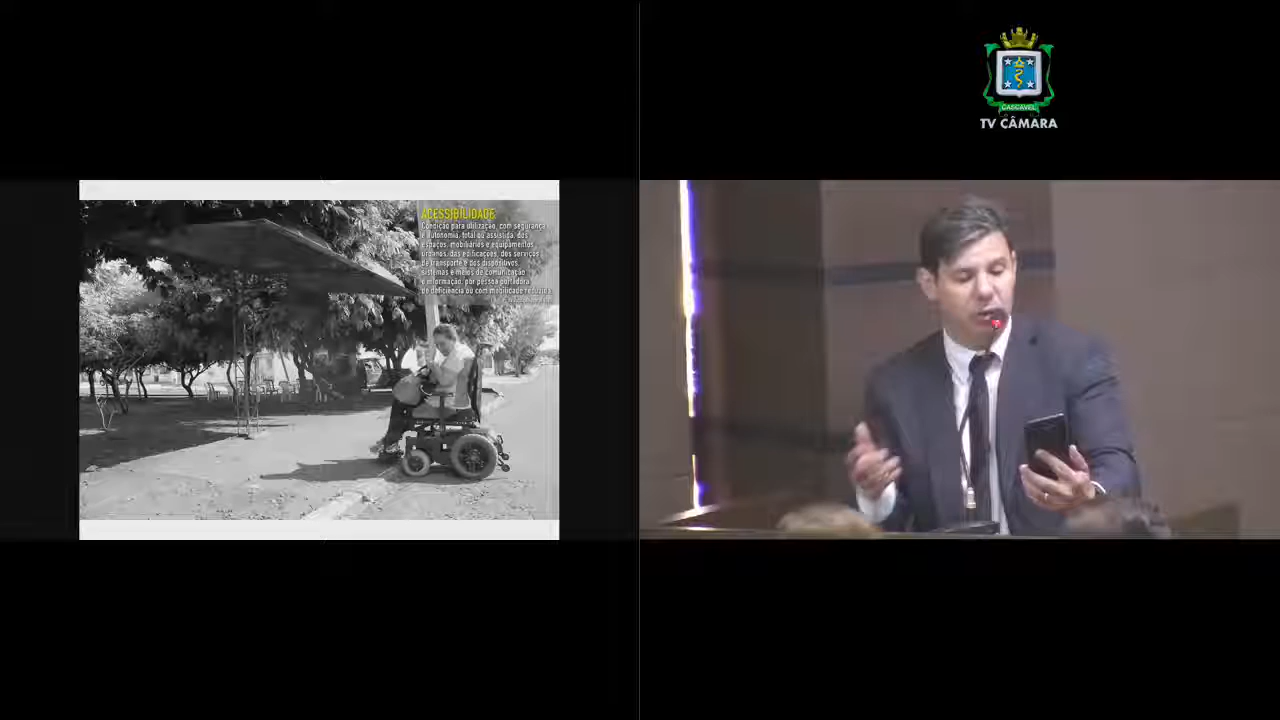 ACESSIBILIDADE
Condição para utilização, com segurança
e autonomia, total ou assistida, dos
espaços, mobiliários e equipamentos
urbanos, das edificações, dos serviços
de transporte e dos dispositivos,
sistemas e meios de comunicação
e informação, por pessoa portadora
de deficiência ou com mobilidade reduzida
CASCAVEL
TV CÂMARA